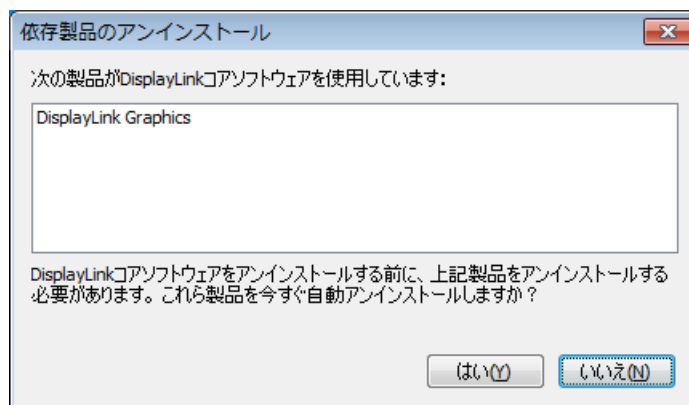 依存製品のアンインストール
次の製品がDisplayLinkコアソフトウェアを使用しています:
DisplayLink Graphics
DisplayLinkコアソフトウェアをアンインストールする前に、上記製品をアンインストールする
必要があります。これら製品を今すぐ自動アンインストールしますか？
はい(Y) いいえ(N)